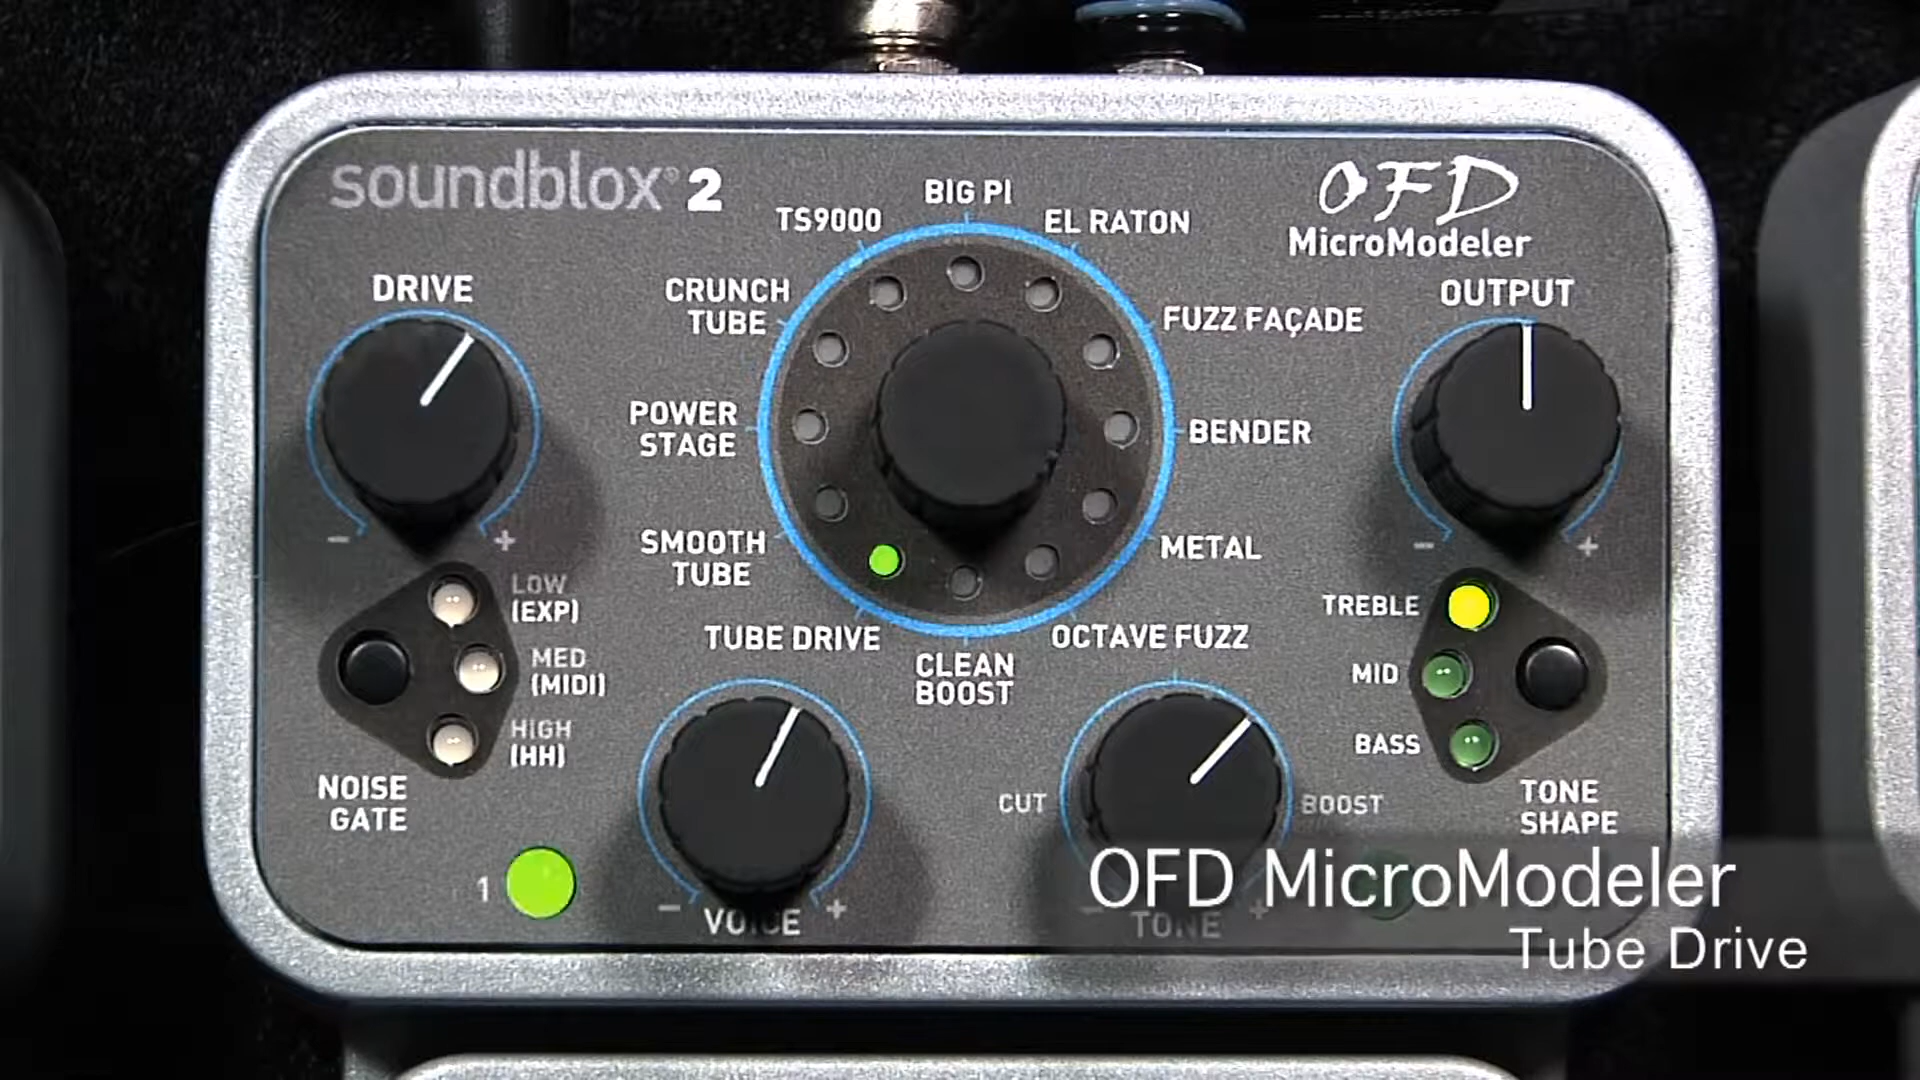 soundblox® 2
OFD
MicroModeler
BIG PI
TS9000
EL RATON
DRIVE
CRUNCH
TUBE
FUZZ FAÇADE
OUTPUT
POWER
STAGE
BENDER
- +
- +
SMOOTH
TUBE
METAL
LOW
(EXP)
MED
(MIDI)
HIGH
(HH)
NOISE
GATE
TUBE DRIVE
CLEAN
BOOST
OCTAVE FUZZ
TREBLE
MID
BASS
TONE
SHAPE
CUT
BOOST
1
- +
VOICE
- +
TONE
OFD MicroModeler
Tube Drive